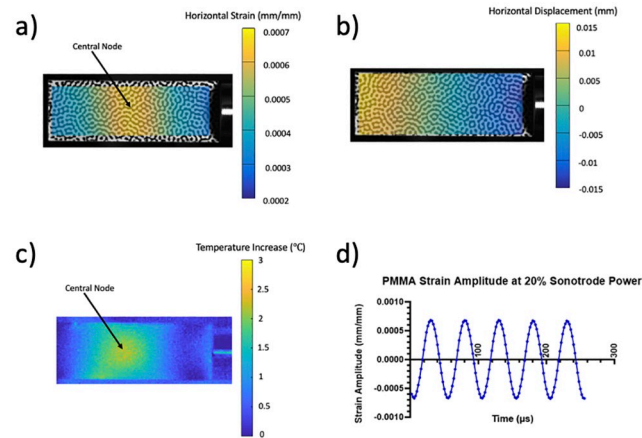 a)
Horizontal Strain (mm/mm)
Central Node
0.0007
0.0006
0.0005
0.0004
0.0003
0.0002
b)
Horizontal Displacement (mm)
0.015
0.01
0.005
0
-0.005
-0.01
-0.015
c)
Temperature Increase (°C)
Central Node
3
2.5
2
1.5
1
0.5
0
d)
PMMA Strain Amplitude at 20% Sonotrode Power
Strain Amplitude (mm/mm)
0.0010
0.0005
0.0000
-0.0005
-0.0010
100
200
300
Time (µs)